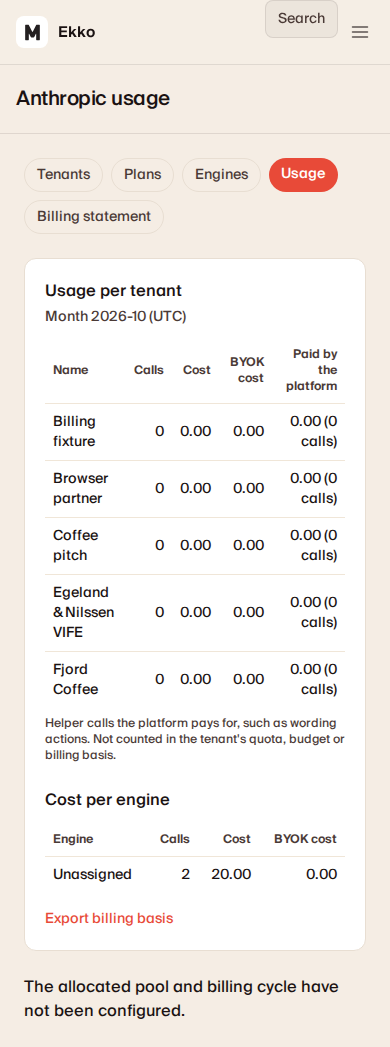 M Ekko
Search
Anthropic usage
Tenants Plans Engines Usage
Billing statement
Usage per tenant
Month 2026-10 (UTC)
Name Calls Cost BYOK cost Paid by the platform
Billing fixture 0 0.00 0.00 0.00 (0 calls)
Browser partner 0 0.00 0.00 0.00 (0 calls)
Coffee pitch 0 0.00 0.00 0.00 (0 calls)
Egeland & Nilssen VIFE 0 0.00 0.00 0.00 (0 calls)
Fjord Coffee 0 0.00 0.00 0.00 (0 calls)
Helper calls the platform pays for, such as wording
actions. Not counted in the tenant's quota, budget or
billing basis.
Cost per engine
Engine Calls Cost BYOK cost
Unassigned 2 20.00 0.00
Export billing basis
The allocated pool and billing cycle have
not been configured.